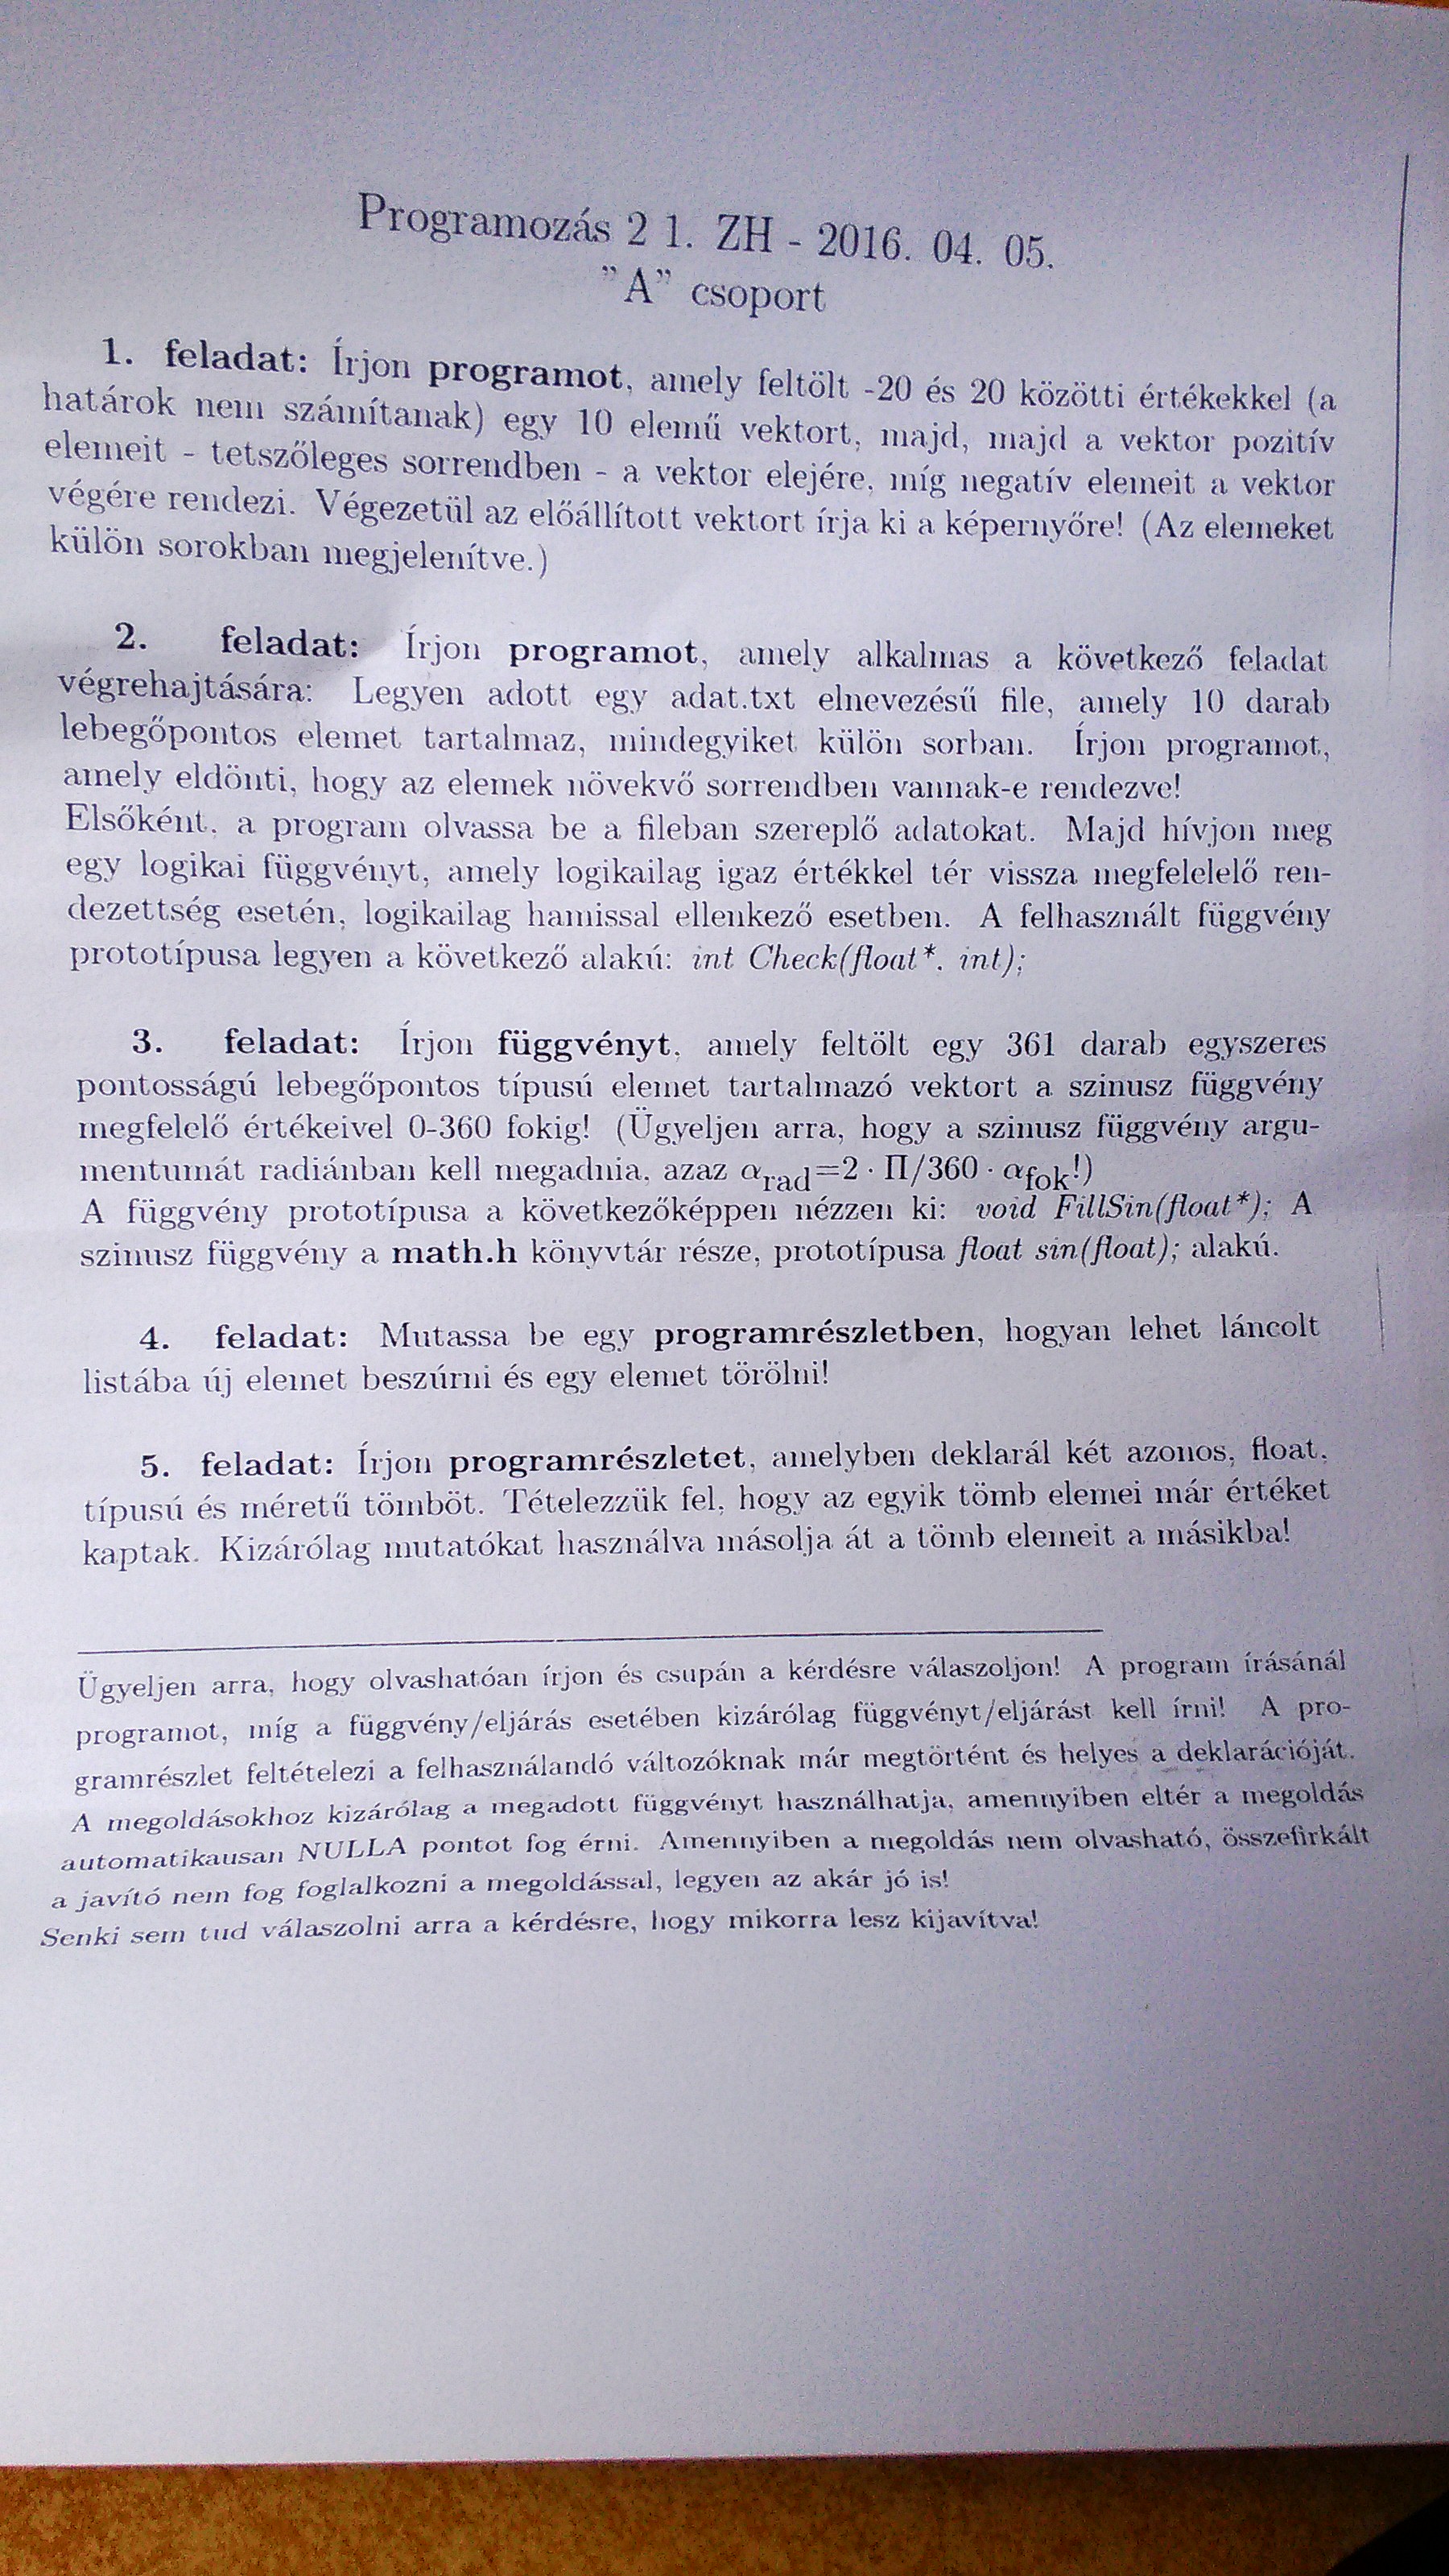 Programozás 2 1. ZH - 2016. 04. 05.
"A" csoport
1. feladat: Írjon programot, amely feltölt -20 és 20 közötti értékekkel (a
határok nem számítanak) egy 10 elemű vektort, majd, majd a vektor pozitív
elemeit - tetszőleges sorrendben - a vektor elejére, míg negatív elemeit a vektor
végére rendezi. Végezetül az előállított vektort írja ki a képernyőre! (Az elemeket
külön sorokban megjelenítve.)
2. feladat: Írjon programot, amely alkalmas a következő feladat
végrehajtására: Legyen adott egy adat.txt elnevezésű file, amely 10 darab
lebegőpontos elemet tartalmaz, mindegyiket külön sorban. Írjon programot,
amely eldönti, hogy az elemek növekvő sorrendben vannak-e rendezve!
Elsőként, a program olvassa be a fileban szereplő adatokat. Majd hívjon meg
egy logikai függvényt, amely logikailag igaz értékkel tér vissza megfelelelő ren-
dezettség esetén, logikailag hamissal ellenkező esetben. A felhasznált függvény
prototípusa legyen a következő alakú: int Check(float*, int);
3. feladat: Írjon függvényt, amely feltölt egy 361 darab egyszeres
pontosságú lebegőpontos típusú elemet tartalmazó vektort a szinusz függvény
megfelelő értékeivel 0-360 fokig! (Ügyeljen arra, hogy a szinusz függvény argu-
mentumát radiánban kell megadnia, azaz αrad=2 · Π/360 · αfok!)
A függvény prototípusa a következőképpen nézzen ki: void FillSin(float*); A
szinusz függvény a math.h könyvtár része, prototípusa float sin(float); alakú.
4. feladat: Mutassa be egy programrészletben, hogyan lehet láncolt
listába új elemet beszúrni és egy elemet törölni!
5. feladat: Írjon programrészletet, amelyben deklarál két azonos, float,
típusú és méretű tömböt. Tételezzük fel, hogy az egyik tömb elemei már értéket
kaptak. Kizárólag mutatókat használva másolja át a tömb elemeit a másikba!
Ügyeljen arra, hogy olvashatóan írjon és csupán a kérdésre válaszoljon! A program írásánál
programot, míg a függvény/eljárás esetében kizárólag függvényt/eljárást kell írni! A pro-
gramrészlet feltételezi a felhasználandó változóknak már megtörtént és helyes a deklarációját.
A megoldásokhoz kizárólag a megadott függvényt használhatja, amennyiben eltér a megoldás
automatikausan NULLA pontot fog érni. Amennyiben a megoldás nem olvasható, összefirkált
a javító nem fog foglalkozni a megoldással, legyen az akár jó is!
Senki sem tud válaszolni arra a kérdésre, hogy mikorra lesz kijavítva!